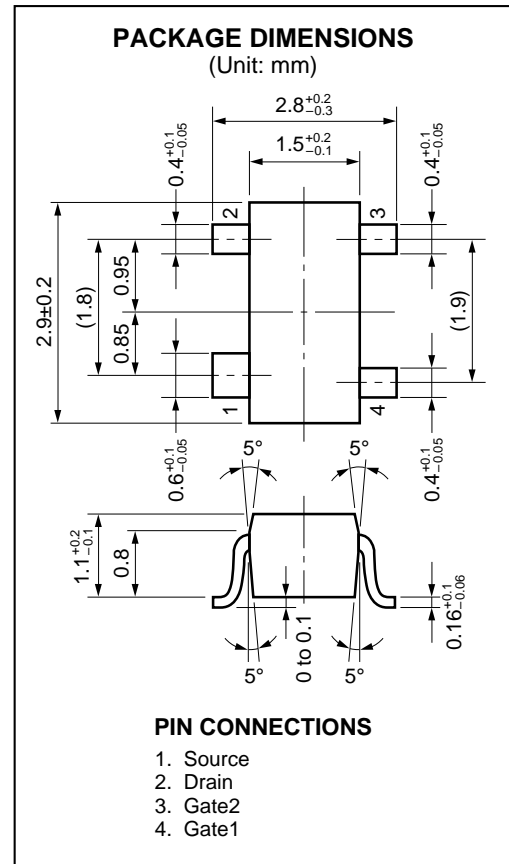 PACKAGE DIMENSIONS
(Unit: mm)
2.8 +0.2 −0.3
1.5 +0.2 −0.1
0.4 +0.1 −0.05
0.4 +0.1 −0.05
2
3
2.9±0.2
(1.8)
0.95
0.85
(1.9)
1
4
0.6 +0.1 −0.05
0.4 +0.1 −0.05
5°
5°
1.1 +0.2 −0.1
0.8
0 to 0.1
0.16 +0.1 −0.06
5°
5°
PIN CONNECTIONS
1. Source
2. Drain
3. Gate2
4. Gate1